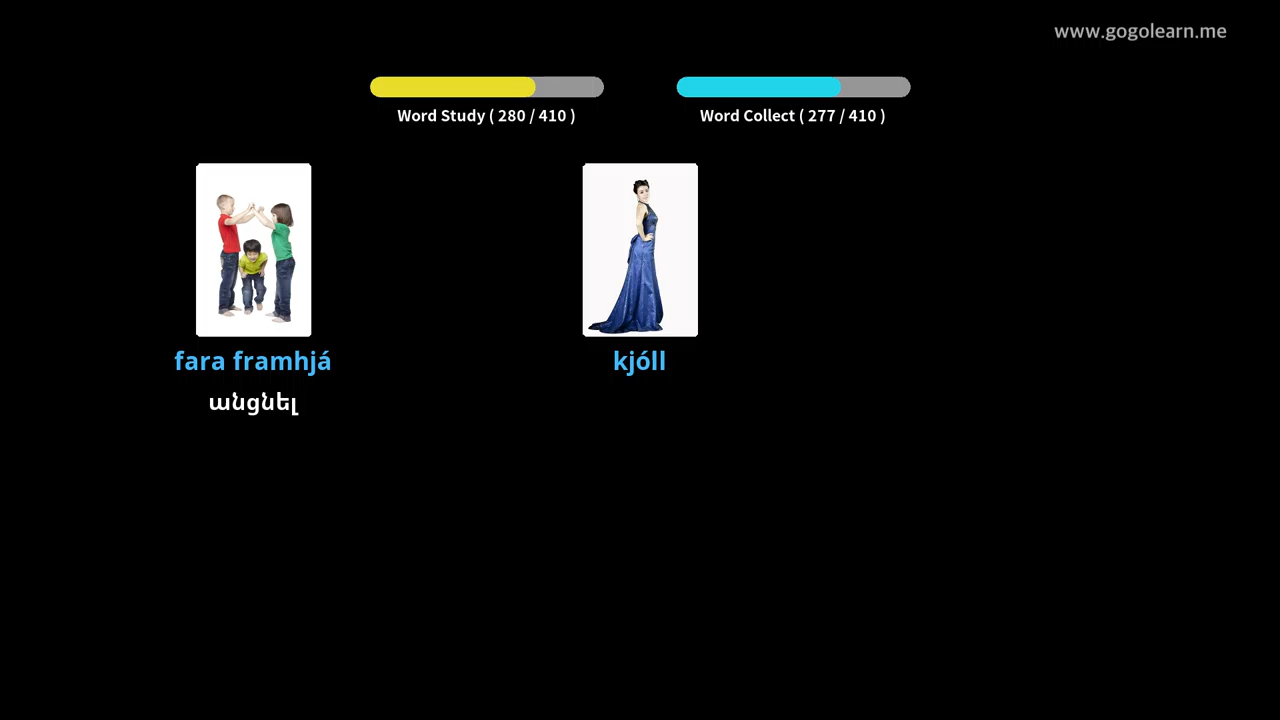 www.gogolearn.me
Word Study ( 280 / 410 )
Word Collect ( 277 / 410 )
fara framhjá
kjóll
անցնել